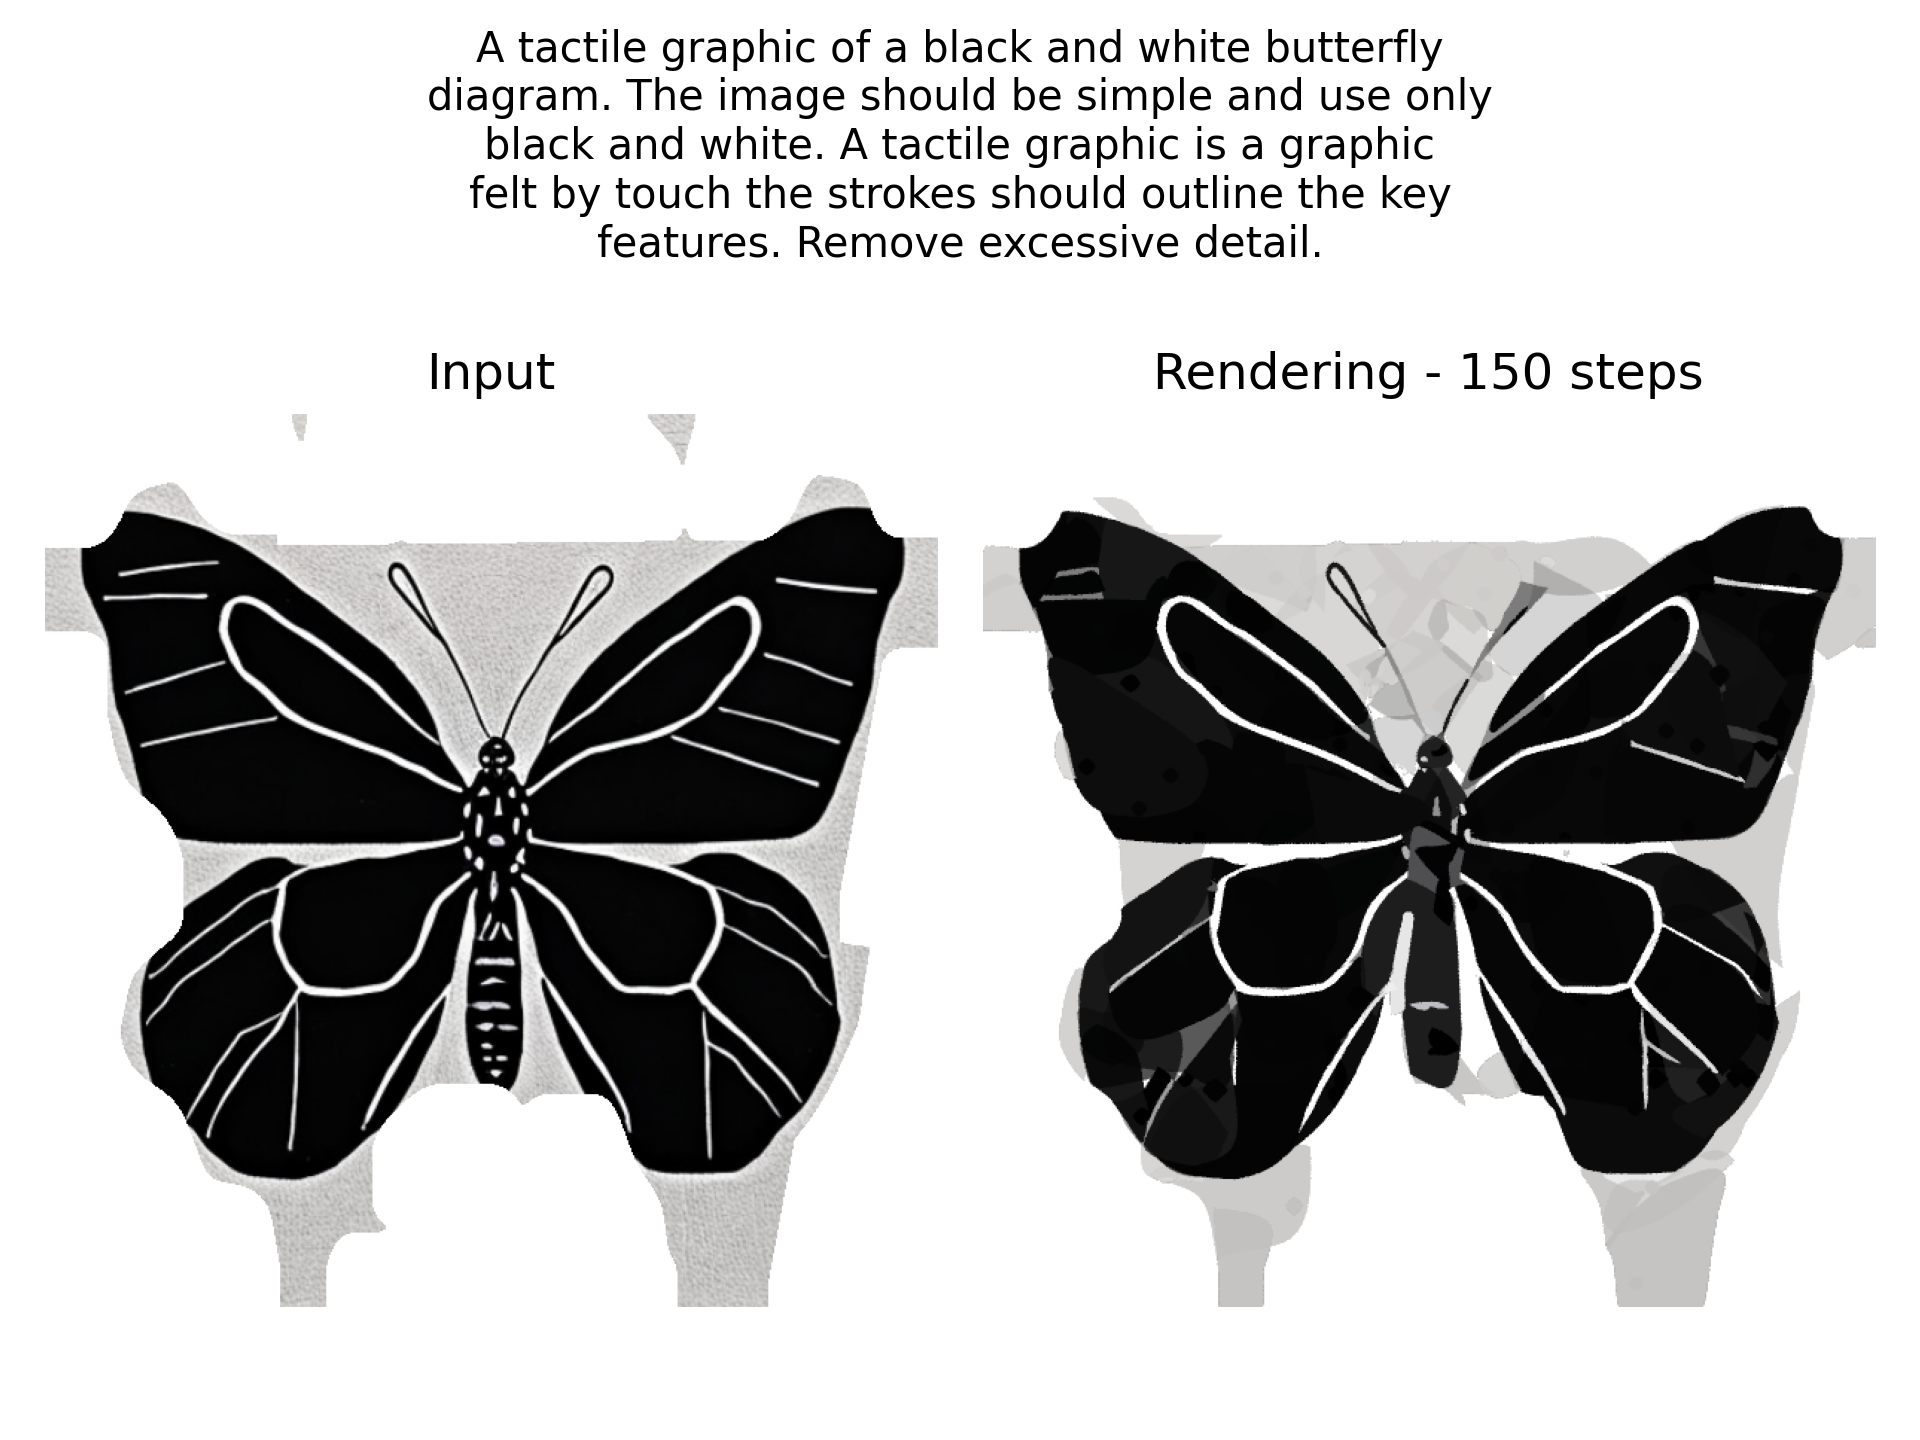 A tactile graphic of a black and white butterfly
diagram. The image should be simple and use only
black and white. A tactile graphic is a graphic
felt by touch the strokes should outline the key
features. Remove excessive detail.
Input
Rendering - 150 steps